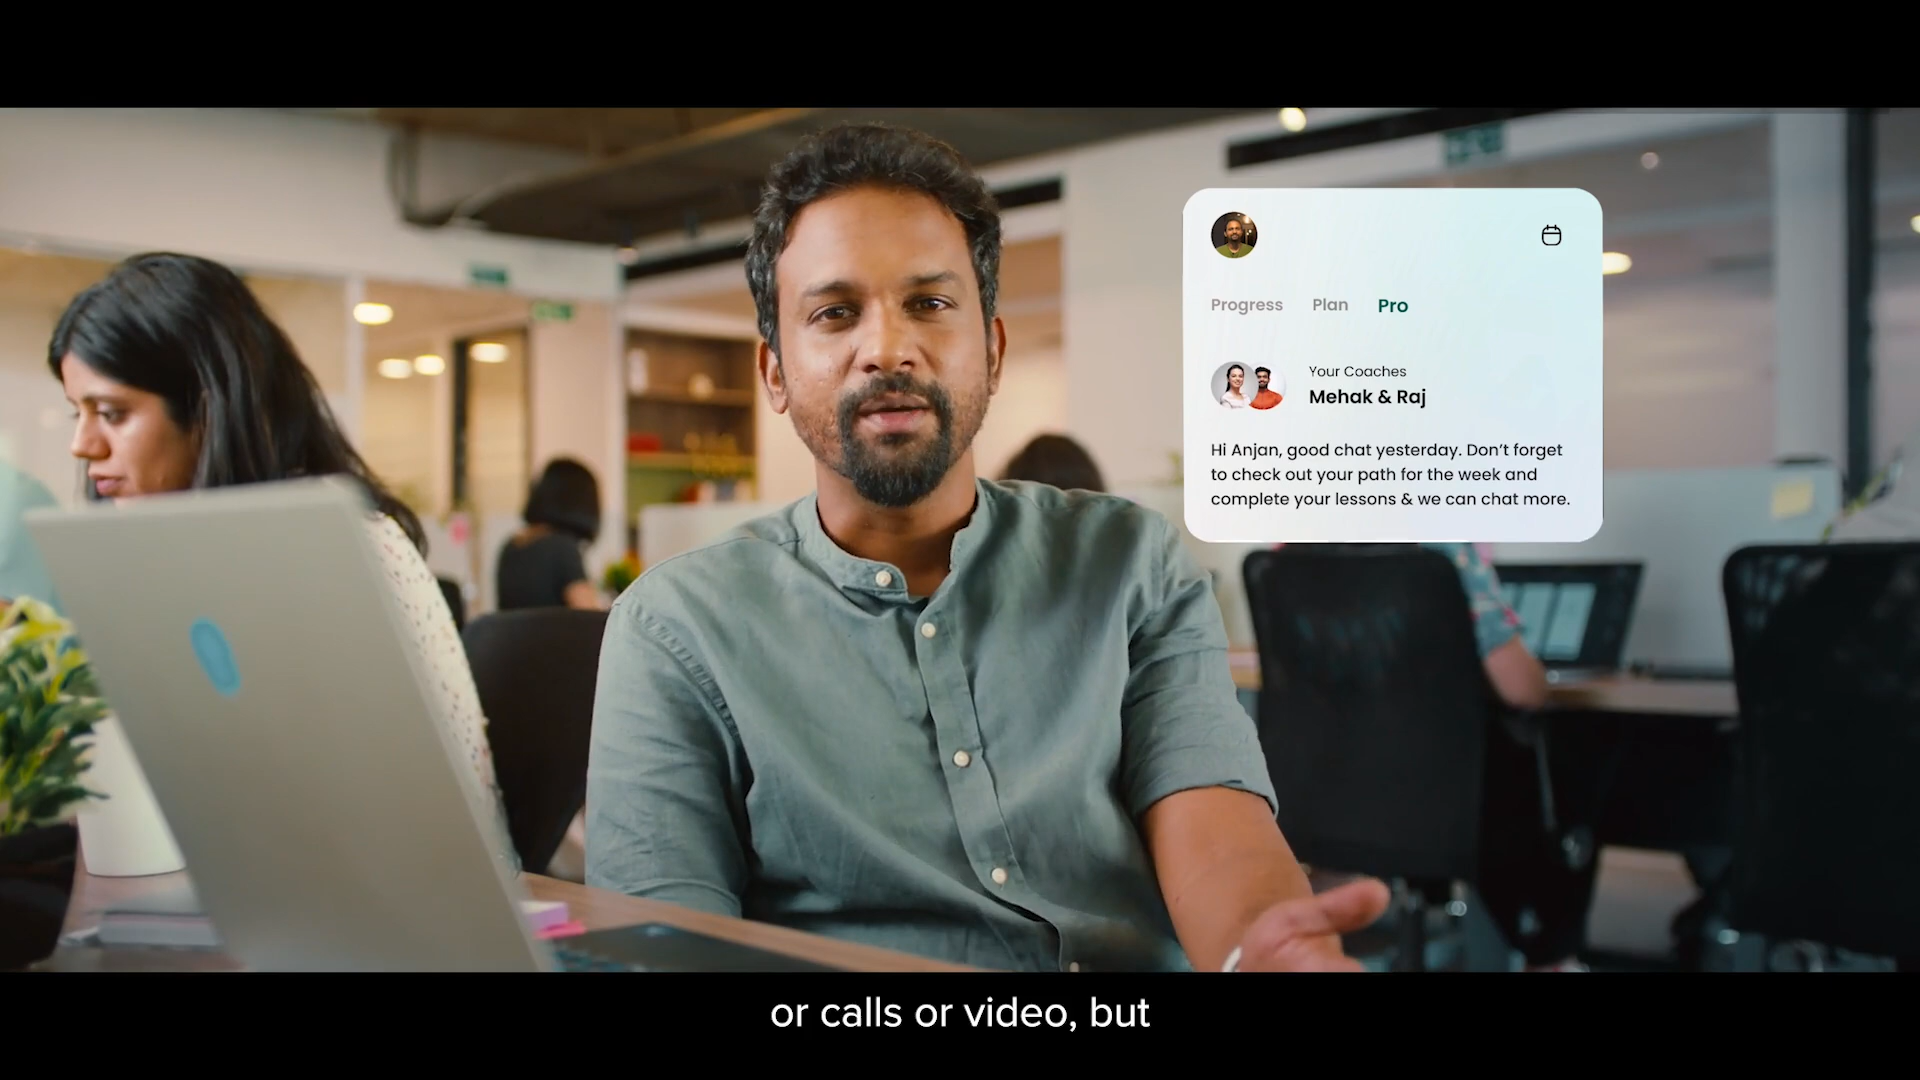 Progress Plan Pro
Your Coaches
Mehak & Raj
Hi Anjan, good chat yesterday. Don’t forget
to check out your path for the week and
complete your lessons & we can chat more.
or calls or video, but